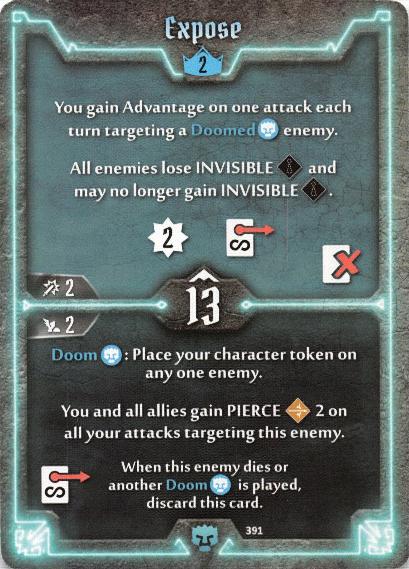 Expose
2
You gain Advantage on one attack each
turn targeting a Doomed enemy.
All enemies lose INVISIBLE and
may no longer gain INVISIBLE .
2
S
2
13
2
Doom : Place your character token on
any one enemy.
You and all allies gain PIERCE 2 on
all your attacks targeting this enemy.
S
When this enemy dies or
another Doom is played,
discard this card.
391